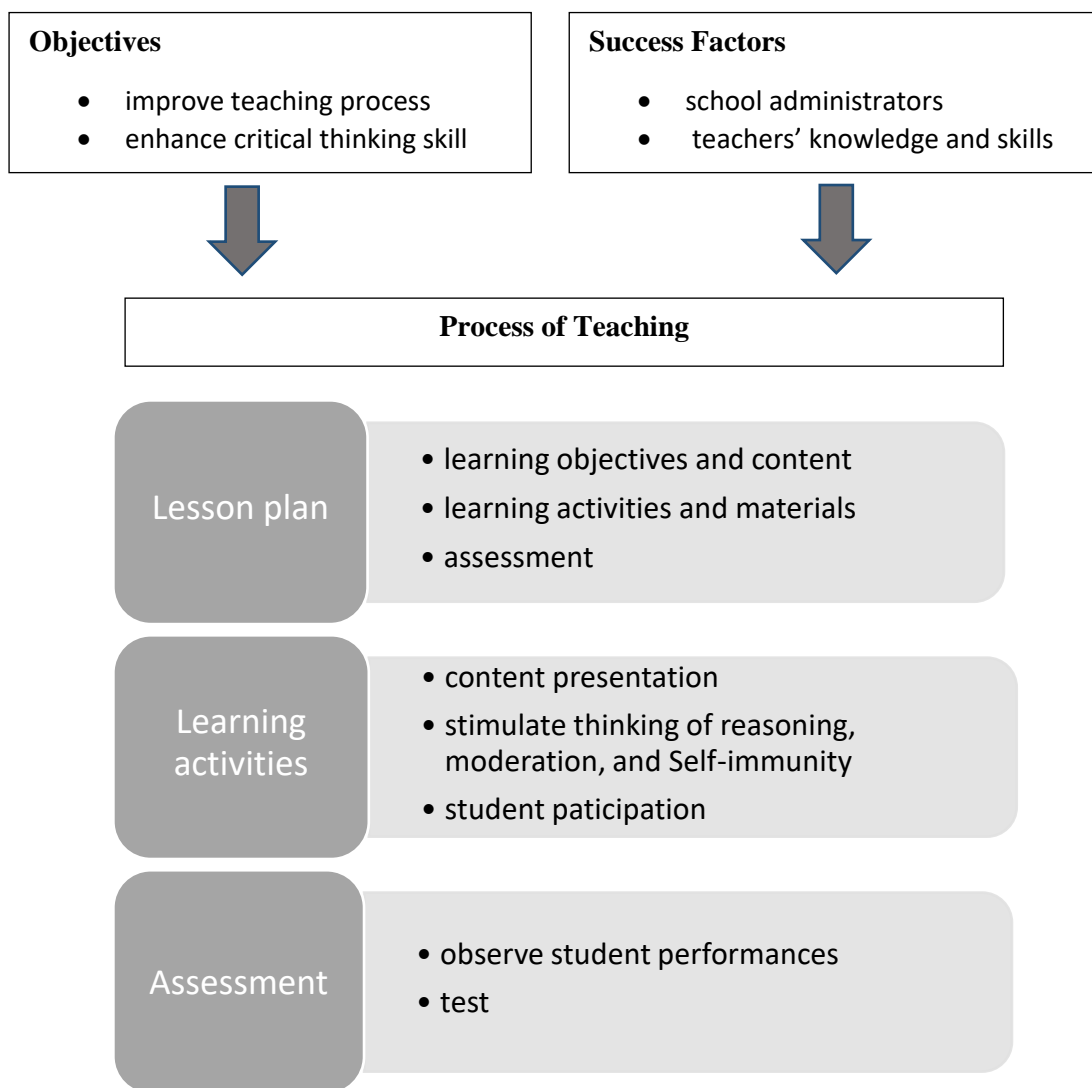 Objectives
• improve teaching process
• enhance critical thinking skill
Success Factors
• school administrators
• teachers’ knowledge and skills
Process of Teaching
Lesson plan
• learning objectives and content
• learning activities and materials
• assessment
Learning
activities
• content presentation
• stimulate thinking of reasoning,
moderation, and Self-immunity
• student paticipation
Assessment
• observe student performances
• test